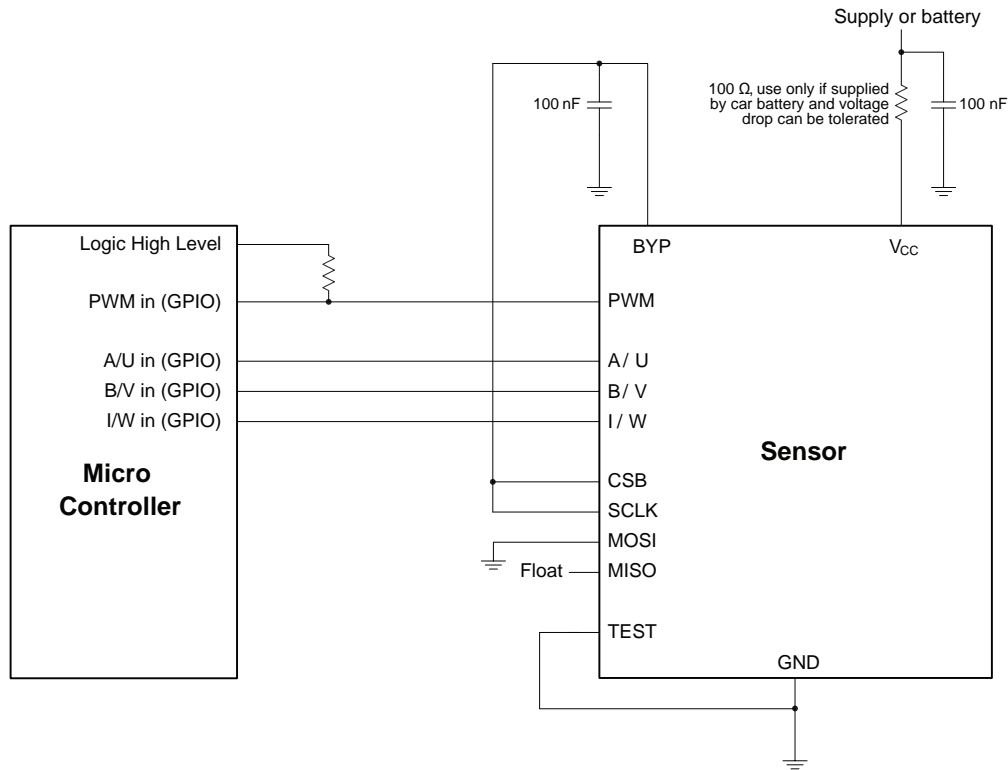 Supply or battery
100 nF
100 Ω, use only if supplied
by car battery and voltage
drop can be tolerated
100 nF
Logic High Level
BYP
VCC
PWM in (GPIO)
PWM
A/U in (GPIO)
A / U
B/V in (GPIO)
B / V
I/W in (GPIO)
I / W
Micro
Controller
Sensor
CSB
SCLK
MOSI
Float
MISO
TEST
GND